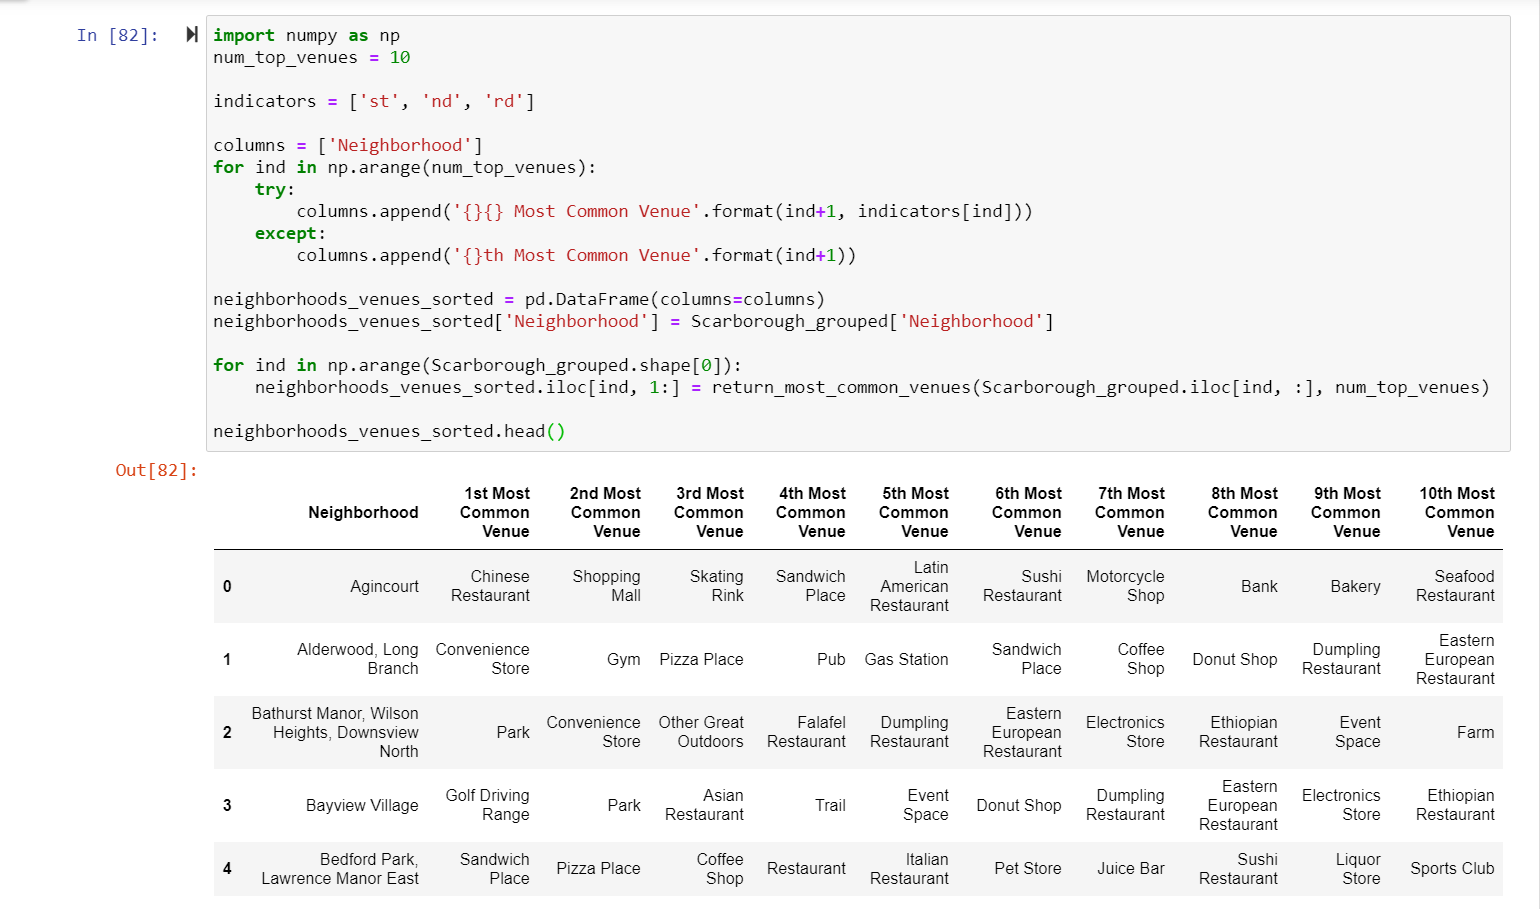 In [82]:
import numpy as np
num_top_venues = 10
indicators = ['st', 'nd', 'rd']
columns = ['Neighborhood']
for ind in np.arange(num_top_venues):
    try:
        columns.append('{}{} Most Common Venue'.format(ind+1, indicators[ind]))
    except:
        columns.append('{}th Most Common Venue'.format(ind+1))
neighborhoods_venues_sorted = pd.DataFrame(columns=columns)
neighborhoods_venues_sorted['Neighborhood'] = Scarborough_grouped['Neighborhood']
for ind in np.arange(Scarborough_grouped.shape[0]):
    neighborhoods_venues_sorted.iloc[ind, 1:] = return_most_common_venues(Scarborough_grouped.iloc[ind, :], num_top_venues)
neighborhoods_venues_sorted.head()
Out[82]:
Neighborhood 1st Most Common Venue 2nd Most Common Venue 3rd Most Common Venue 4th Most Common Venue 5th Most Common Venue 6th Most Common Venue 7th Most Common Venue 8th Most Common Venue 9th Most Common Venue 10th Most Common Venue
0 Agincourt Chinese Restaurant Shopping Mall Skating Rink Sandwich Place Latin American Restaurant Sushi Restaurant Motorcycle Shop Bank Bakery Seafood Restaurant
1 Alderwood, Long Branch Convenience Store Gym Pizza Place Pub Gas Station Sandwich Place Coffee Shop Donut Shop Dumpling Restaurant Eastern European Restaurant
2 Bathurst Manor, Wilson Heights, Downsview North Park Convenience Store Other Great Outdoors Falafel Restaurant Dumpling Restaurant Eastern European Restaurant Electronics Store Ethiopian Restaurant Event Space Farm
3 Bayview Village Golf Driving Range Park Asian Restaurant Trail Event Space Donut Shop Dumpling Restaurant Eastern European Restaurant Electronics Store Ethiopian Restaurant
4 Bedford Park, Lawrence Manor East Sandwich Place Pizza Place Coffee Shop Restaurant Italian Restaurant Pet Store Juice Bar Sushi Restaurant Liquor Store Sports Club